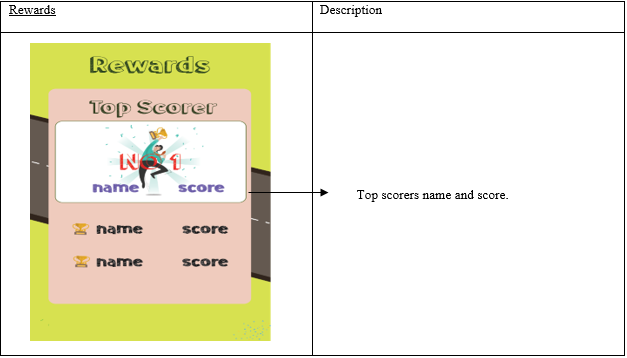 Rewards
Description
Rewards
Top Scorer
No 1
name score
Top scorers name and score.
name score
name score